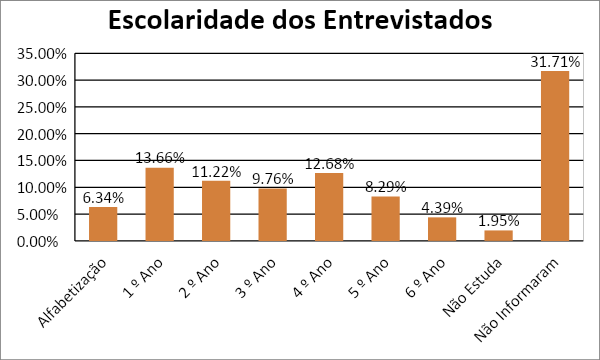 Escolaridade dos Entrevistados
35.00%
30.00%
25.00%
20.00%
15.00%
10.00%
5.00%
0.00%
6.34%
13.66%
11.22%
9.76%
12.68%
8.29%
4.39%
1.95%
31.71%
Alfabetização
1 º Ano
2 º Ano
3 º Ano
4 º Ano
5 º Ano
6 º Ano
Não Estuda
Não Informaram